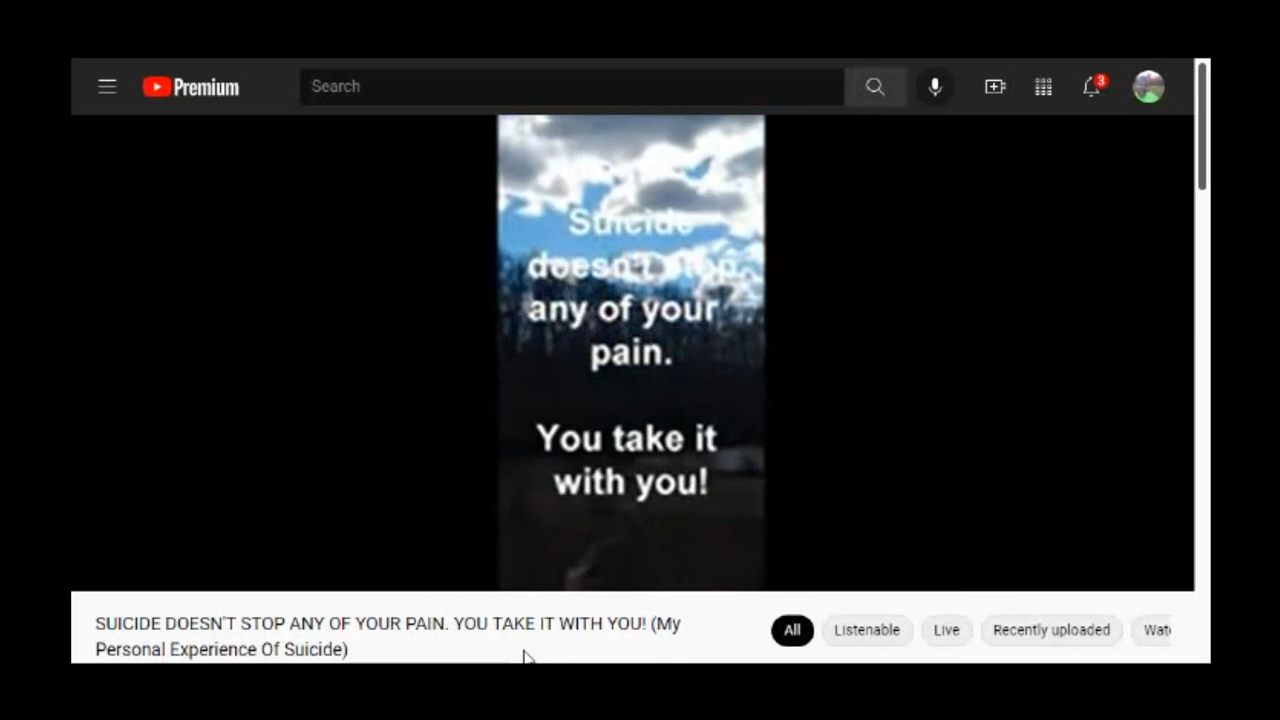 Premium
Search
3
Suicide
doesn't stop
any of your
pain.
You take it
with you!
SUICIDE DOESN'T STOP ANY OF YOUR PAIN. YOU TAKE IT WITH YOU! (My
Personal Experience Of Suicide)
All
Listenable
Live
Recently uploaded